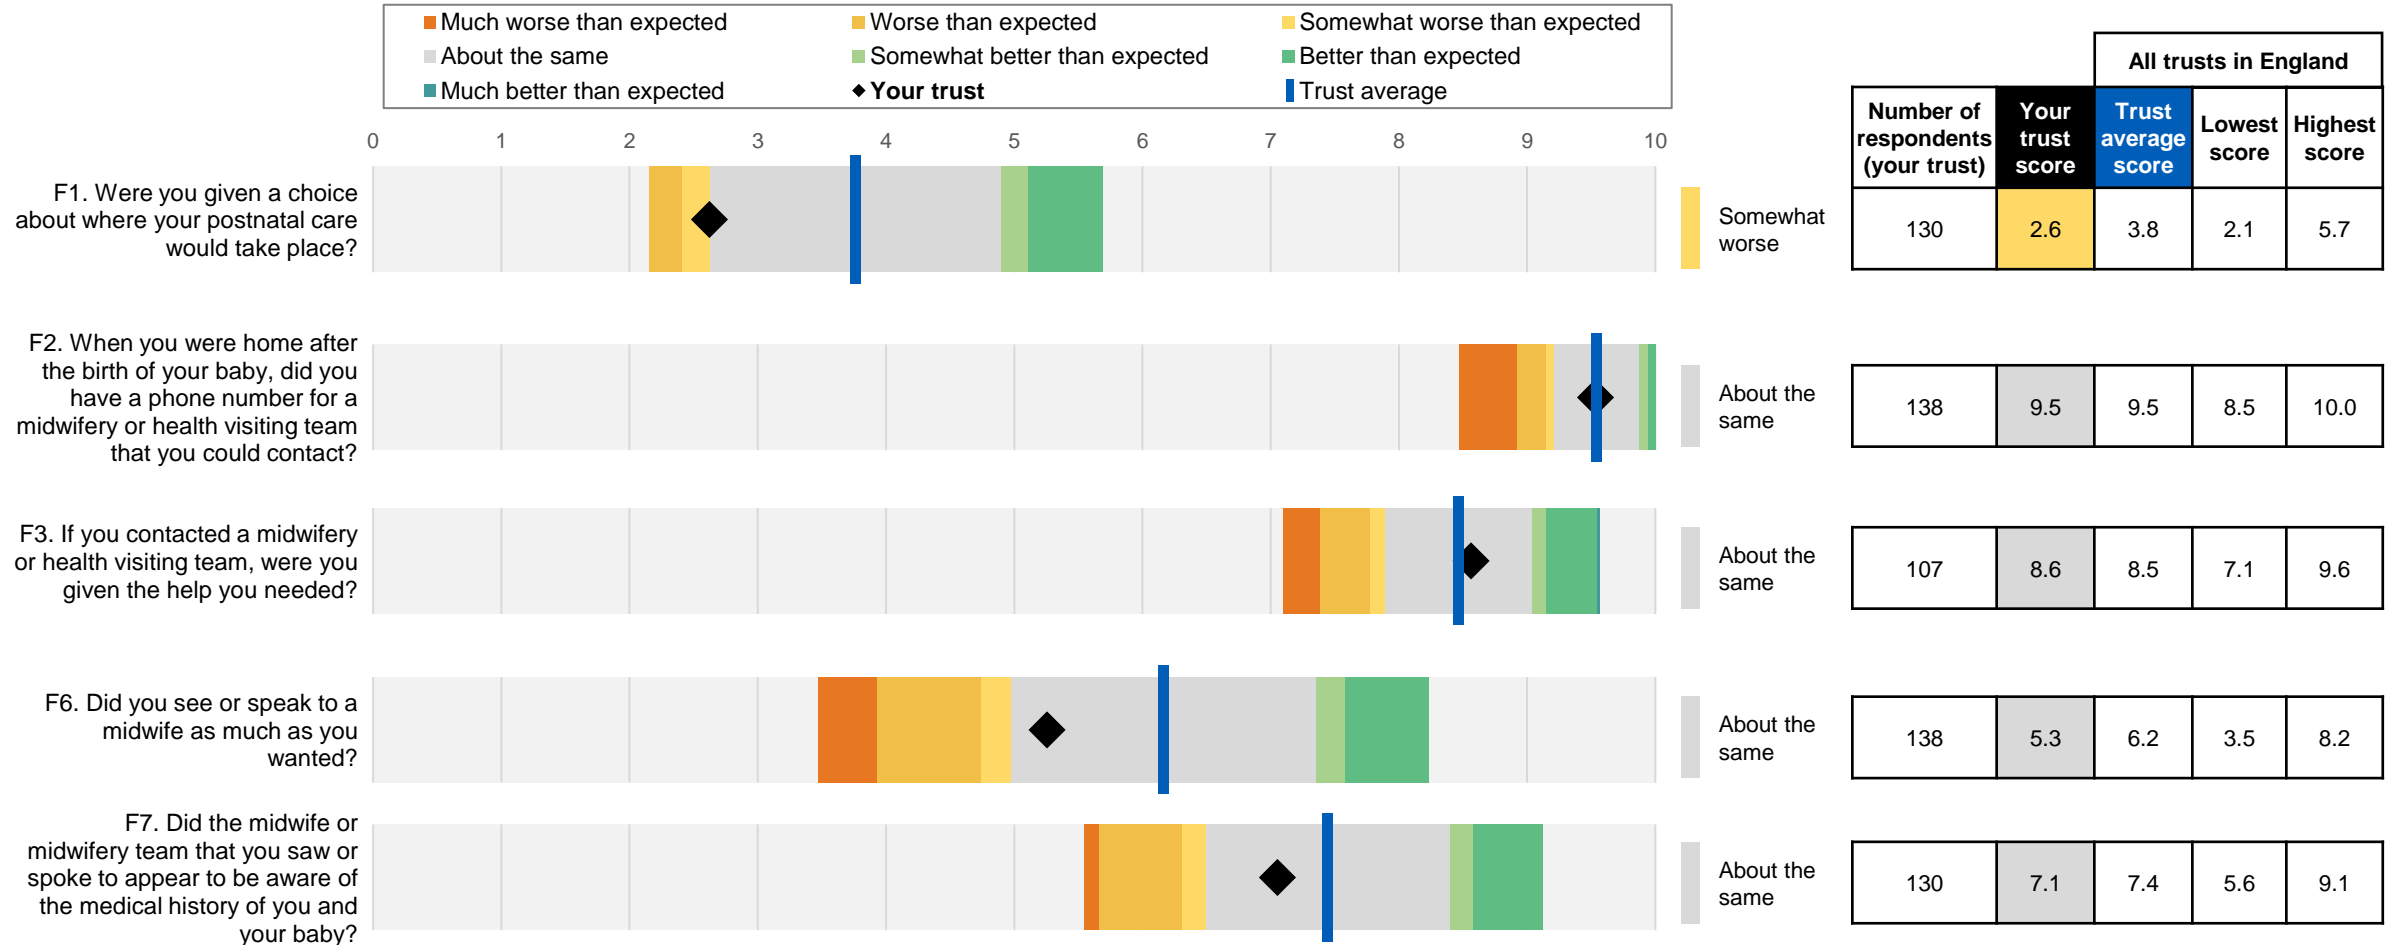 Much worse than expected
Worse than expected
Somewhat worse than expected
About the same
Somewhat better than expected
Better than expected
Much better than expected
Your trust
Trust average
All trusts in England
Number of
respondents
(your trust)
Your
trust
score
Trust
average
score
Lowest
score
Highest
score
0 1 2 3 4 5 6 7 8 9 10
F1. Were you given a choice
about where your postnatal care
would take place?
Somewhat
worse
130 2.6 3.8 2.1 5.7
F2. When you were home after
the birth of your baby, did you
have a phone number for a
midwifery or health visiting team
that you could contact?
About the
same
138 9.5 9.5 8.5 10.0
F3. If you contacted a midwifery
or health visiting team, were you
given the help you needed?
About the
same
107 8.6 8.5 7.1 9.6
F6. Did you see or speak to a
midwife as much as you
wanted?
About the
same
138 5.3 6.2 3.5 8.2
F7. Did the midwife or
midwifery team that you saw or
spoke to appear to be aware of
the medical history of you and
your baby?
About the
same
130 7.1 7.4 5.6 9.1